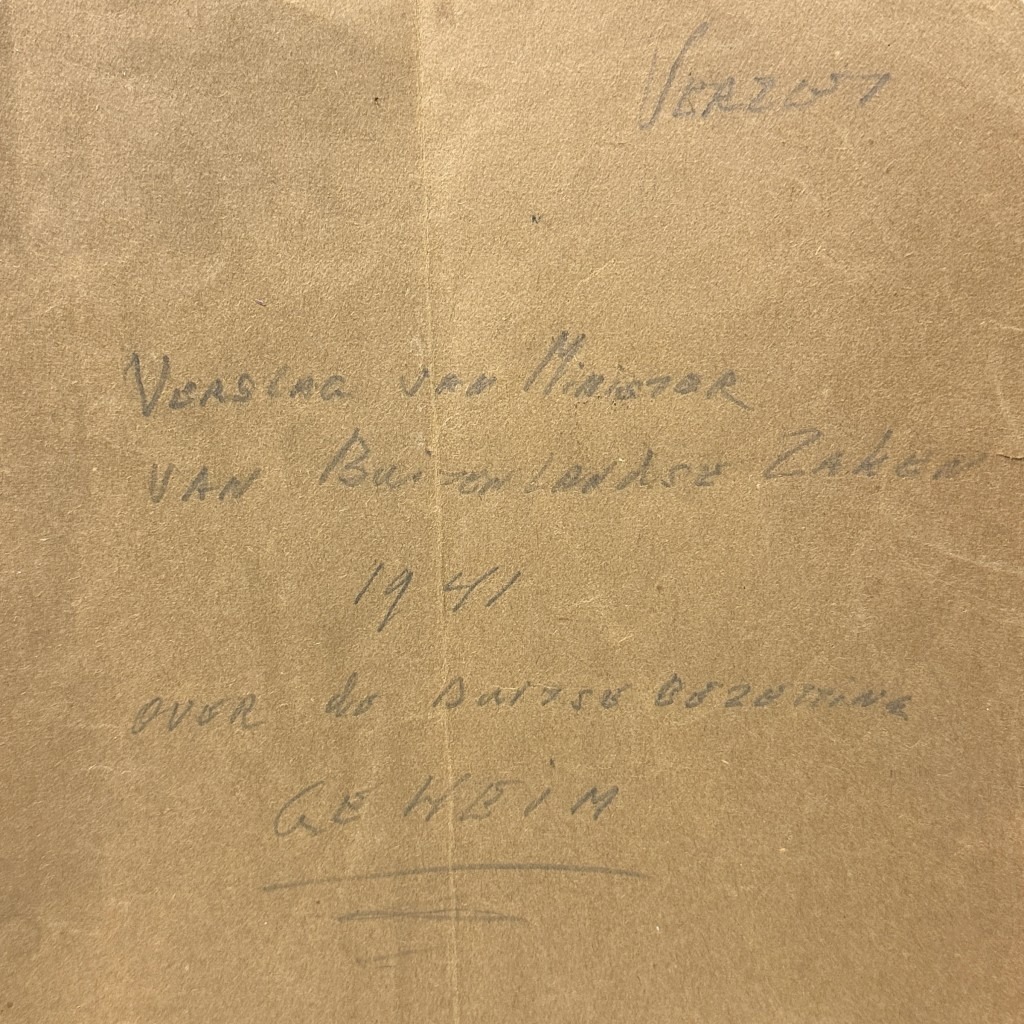 VERZET
VERSLAG VAN MINISTER
VAN BUITENLANDSE ZAKEN
1941
OVER de DUITSE BEZETTING
GEHEIM